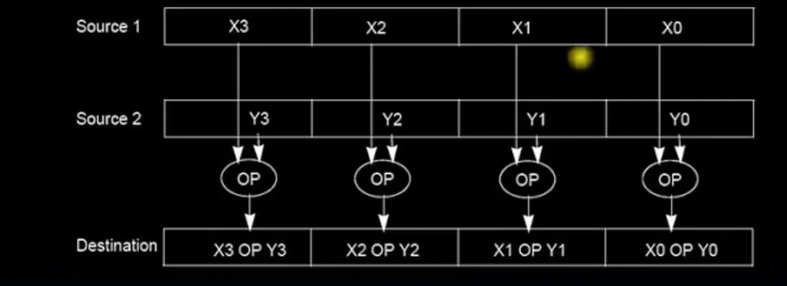 Source 1 X3 X2 X1 X0
Source 2 Y3 Y2 Y1 Y0
OP OP OP OP
Destination X3 OP Y3 X2 OP Y2 X1 OP Y1 X0 OP Y0